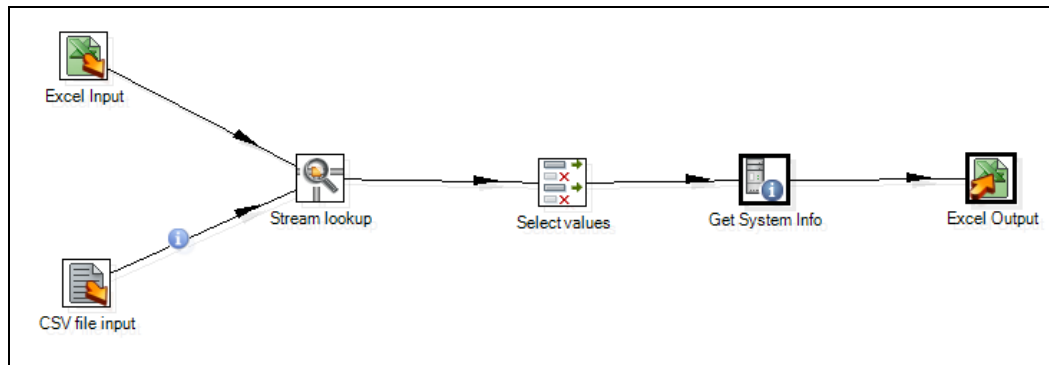 Excel Input
Stream lookup
Select values
Get System Info
Excel Output
CSV file input